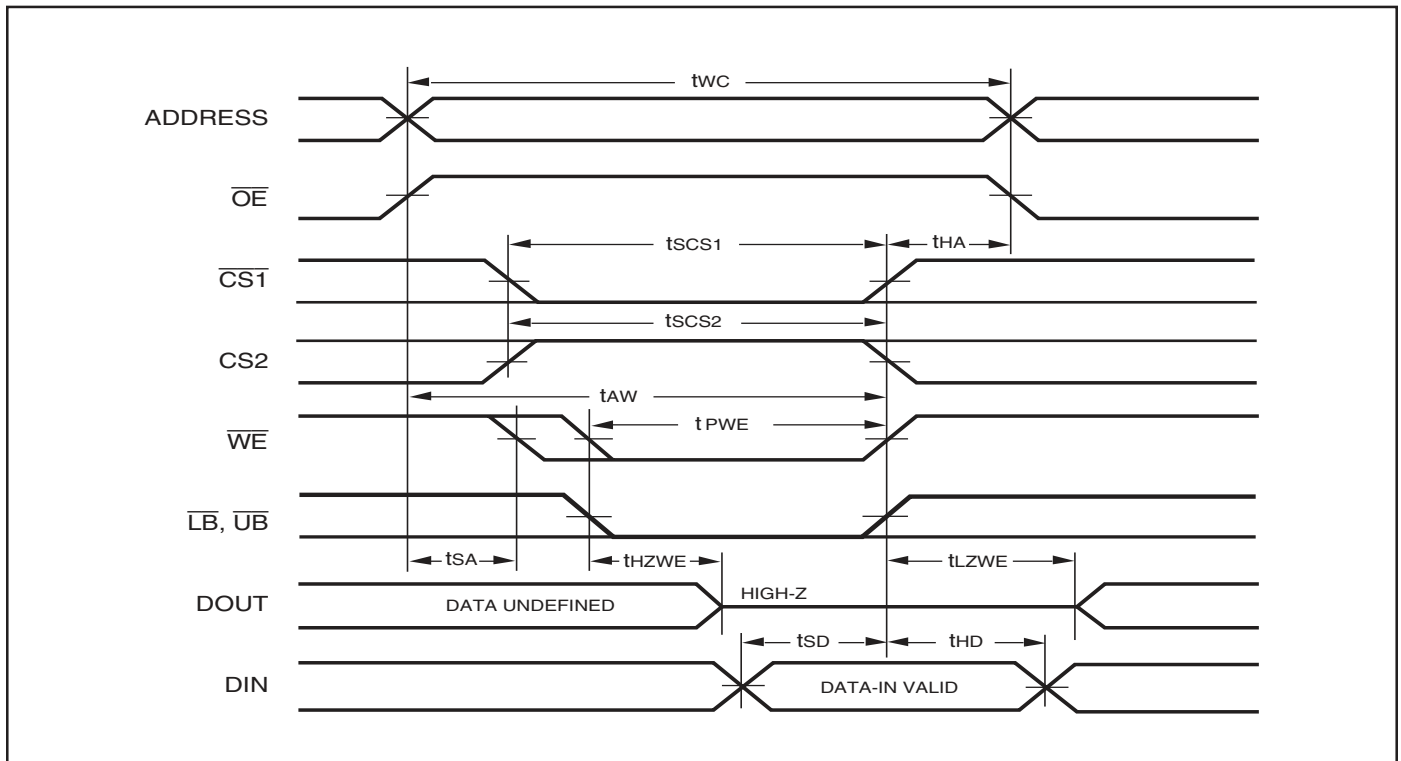 tWC
ADDRESS
OE
tSCS1
tHA
CS1
tSCS2
CS2
tAW
WE
tPWE
LB, UB
tSA
tHZWE
tLZWE
DOUT
DATA UNDEFINED
HIGH-Z
tSD
tHD
DIN
DATA-IN VALID